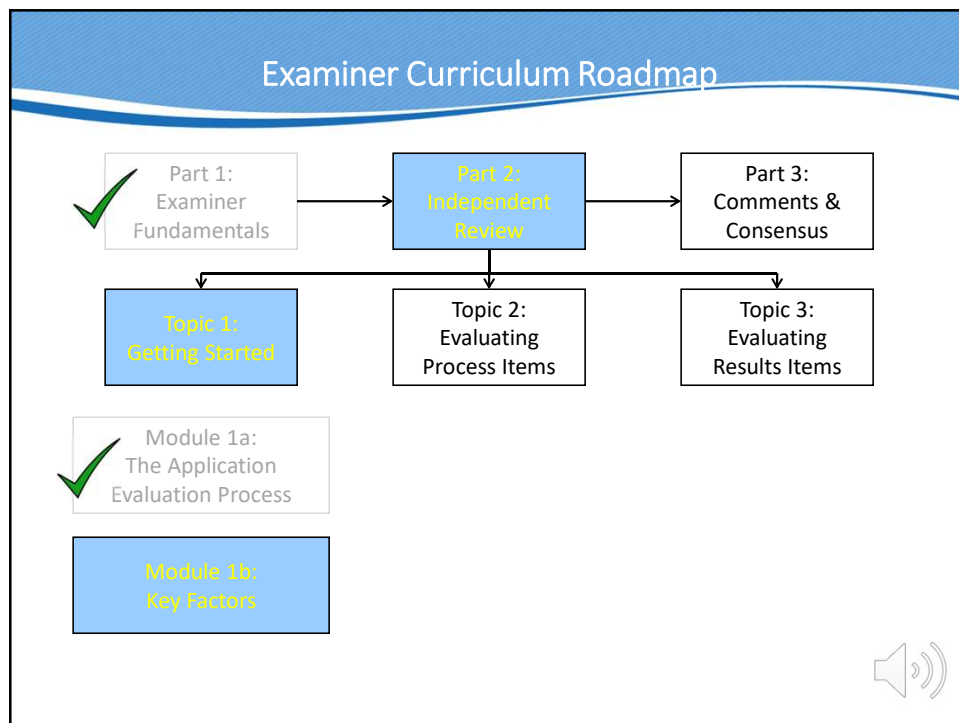 Examiner Curriculum Roadmap
Part 1:
Examiner
Fundamentals
Part 2:
Independent
Review
Part 3:
Comments &
Consensus
Topic 1:
Getting Started
Topic 2:
Evaluating
Process Items
Topic 3:
Evaluating
Results Items
Module 1a:
The Application
Evaluation Process
Module 1b:
Key Factors